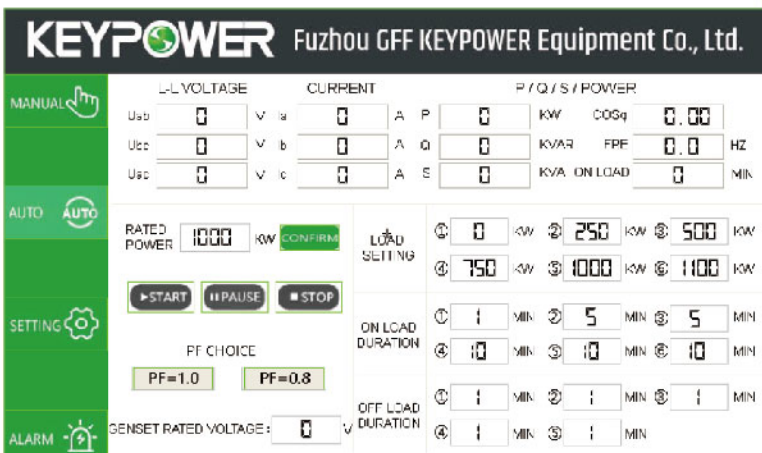 KEYPOWER Fuzhou GFF KEYPOWER Equipment Co., Ltd.
L-L VOLTAGE CURRENT P/Q/S/POWER
MANUAL
Uab 0 V Ia 0 A P 0 KW COSφ 0.00
Ubc 0 V Ib 0 A Q 0 KVAR FPE 0.0 HZ
Uac 0 V Ic 0 A S 0 KVA ON LOAD 0 MIN
AUTO AUTO
RATED POWER 1000 KW CONFIRM
START PAUSE STOP
PF CHOICE
PF=1.0 PF=0.8
GENSET RATED VOLTAGE: 0 V
LOAD SETTING
① 0 KW ② 250 KW ③ 500 KW
④ 750 KW ⑤ 1000 KW ⑥ 1100 KW
SETTING
ON LOAD DURATION
① 1 MIN ② 5 MIN ③ 5 MIN
④ 10 MIN ⑤ 10 MIN ⑥ 10 MIN
OFF LOAD DURATION
① 1 MIN ② 1 MIN ③ 1 MIN
④ 1 MIN ⑤ 1 MIN
ALARM